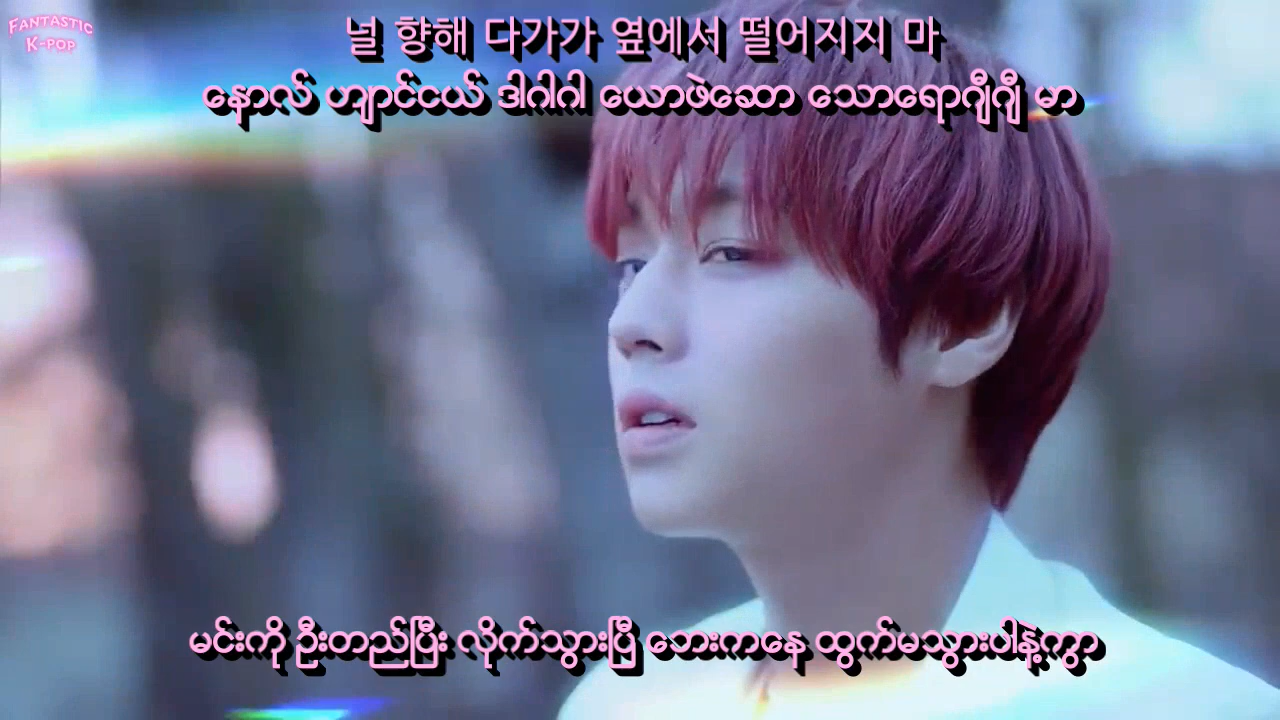 FANTASTIC
K-POP
널 향해 다가가 옆에서 떨어지지 마
နောလ် ဟျာင်ငယ် ဒါဂါဂါ ယောဖဲဆော သောရောဂျီဂျီ မာ
မင်းကို ဦးတည်ပြီး လိုက်သွားပြီ ဘေးကနေ ထွက်မသွားပါနဲ့ကွာ